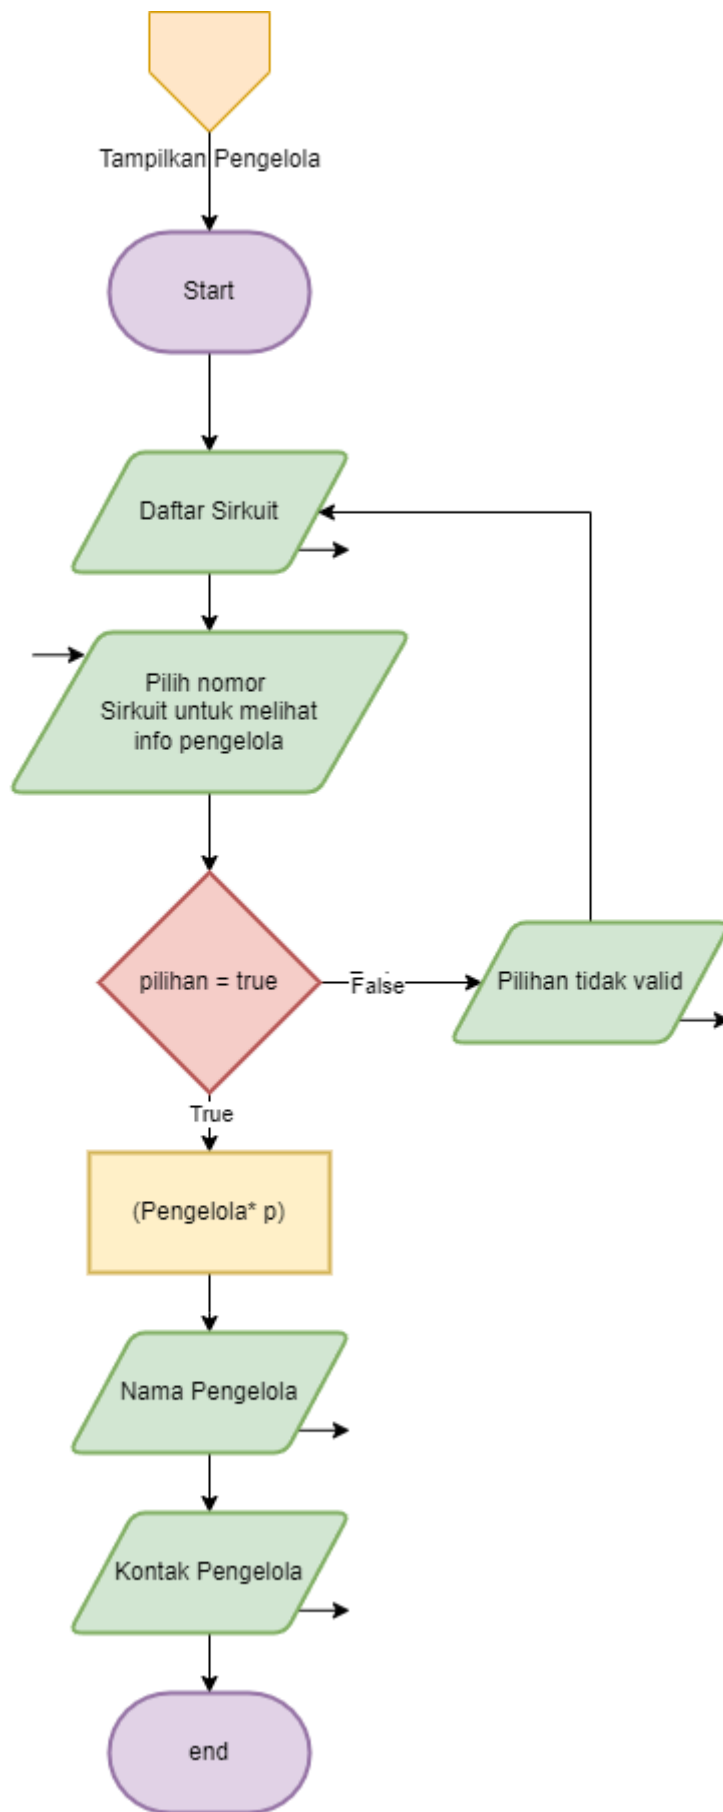 Tampilkan Pengelola
Start
Daftar Sirkuit
Pilih nomor
Sirkuit untuk melihat
info pengelola
pilihan = true
False
Pilihan tidak valid
True
(Pengelola* p)
Nama Pengelola
Kontak Pengelola
end